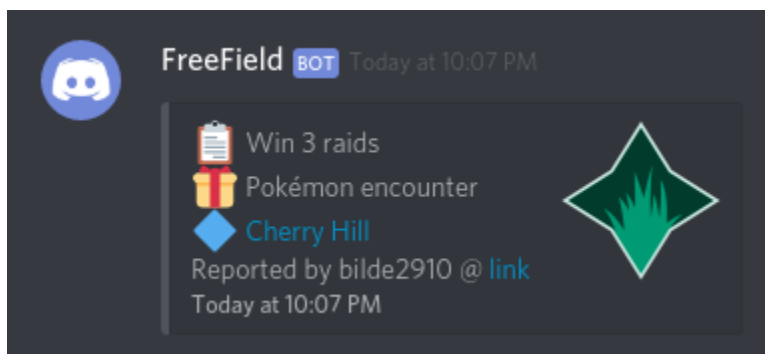 FreeField BOT Today at 10:07 PM
Win 3 raids
Pokémon encounter
Cherry Hill
Reported by bilde2910 @ link
Today at 10:07 PM